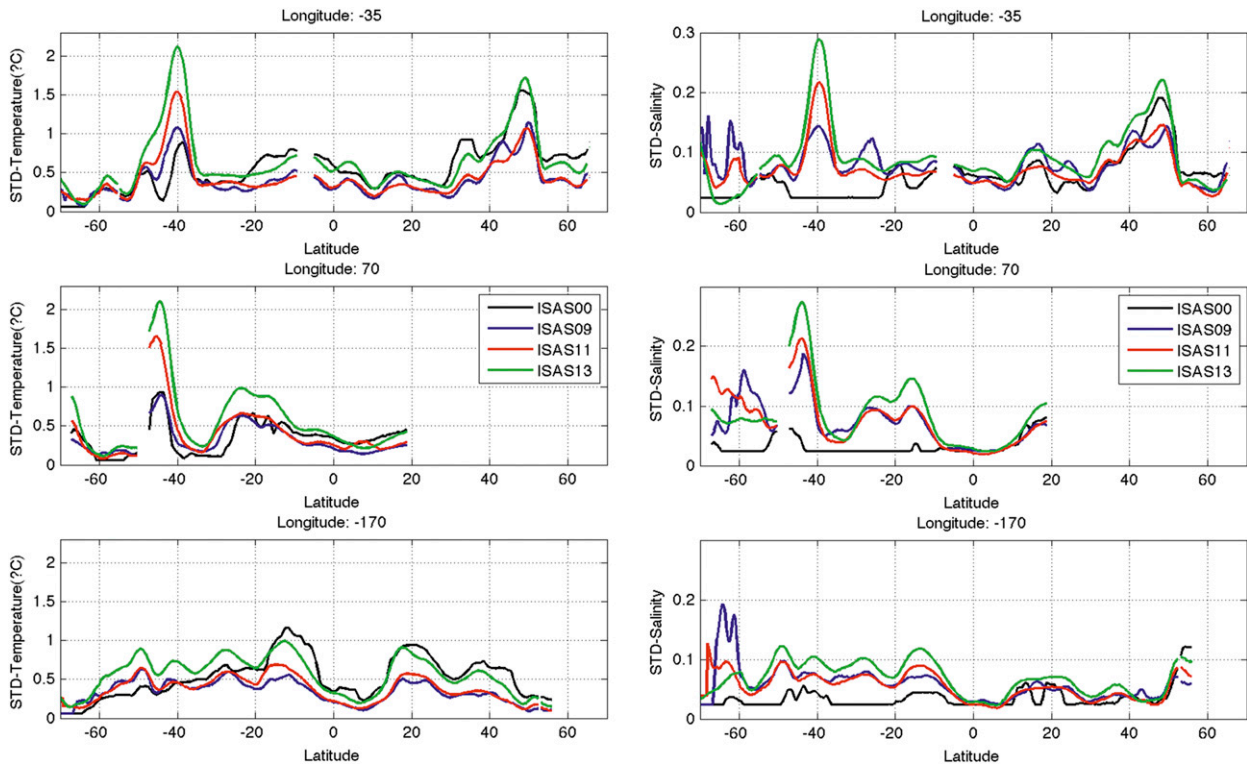 Longitude: -35
STD-Temperature(?C)
2
1.5
1
0.5
0
-60 -40 -20 0 20 40 60
Latitude
Longitude: -35
STD-Salinity
0.3
0.2
0.1
0
-60 -40 -20 0 20 40 60
Latitude
Longitude: 70
STD-Temperature(?C)
2
1.5
1
0.5
0
ISAS00
ISAS09
ISAS11
ISAS13
-60 -40 -20 0 20 40 60
Latitude
Longitude: 70
STD-Salinity
0.2
0.1
0
ISAS00
ISAS09
ISAS11
ISAS13
-60 -40 -20 0 20 40 60
Latitude
Longitude: -170
STD-Temperature(?C)
2
1.5
1
0.5
0
-60 -40 -20 0 20 40 60
Latitude
Longitude: -170
STD-Salinity
0.2
0.1
0
-60 -40 -20 0 20 40 60
Latitude